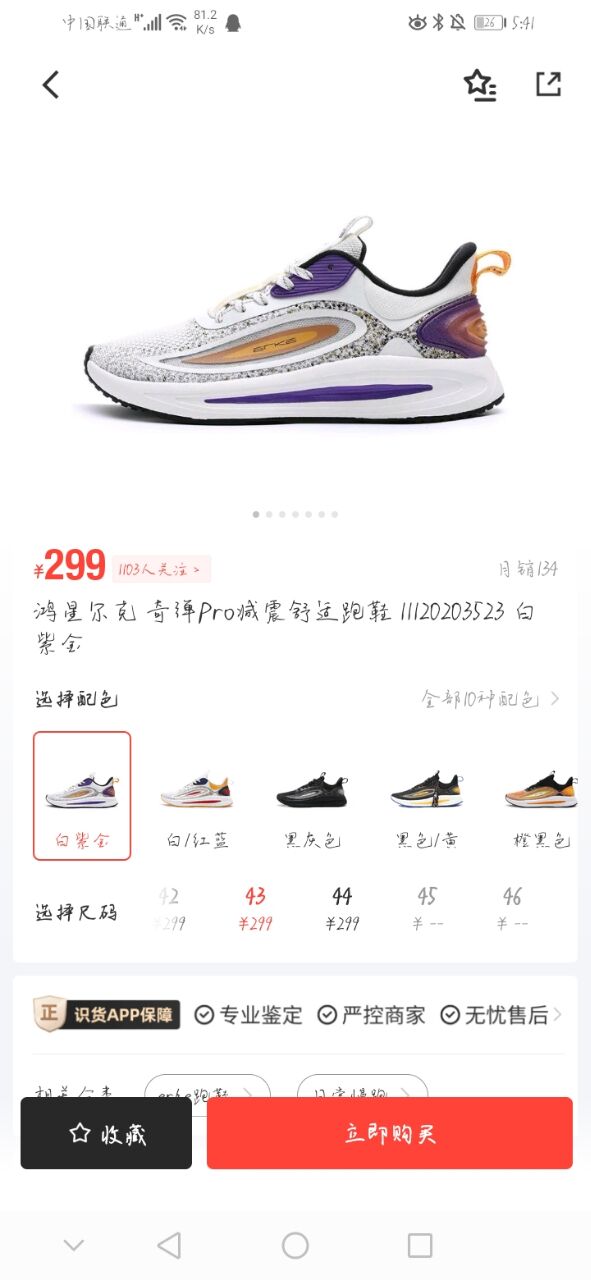 中国联通 H+ 81.2 K/s 26 5:41
erke
¥299 1103人关注 > 月销134
鸿星尔克 奇弹Pro减震舒适跑鞋 11120203523 白
紫金
选择配色 全部10种配色 >
白紫金 白/红蓝 黑灰色 黑色/黄 橙黑色
选择尺码 42 43 44 45 46
¥299 ¥299 ¥299 ¥ -- ¥ --
正 识货APP保障 专业鉴定 严控商家 无忧售后 >
相关分类 erke跑鞋 > 日常慢跑 >
收藏 立即购买